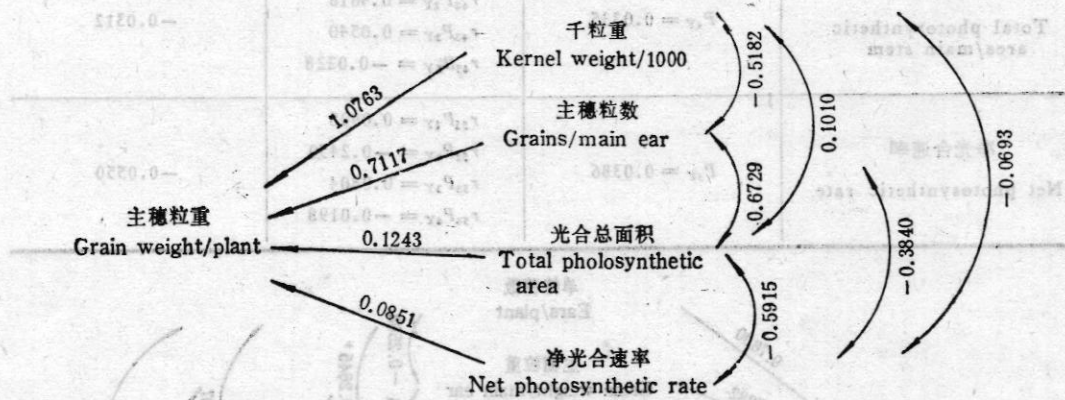 千粒重
Kernel weight/1000
主穗粒数
Grains/main ear
主穗粒重
Grain weight/plant
光合总面积
Total pholosynthetic
area
净光合速率
Net photosynthetic rate
1.0763
0.7117
0.1243
0.0851
-0.5182
0.6729
-0.5915
0.1010
-0.3840
-0.0693